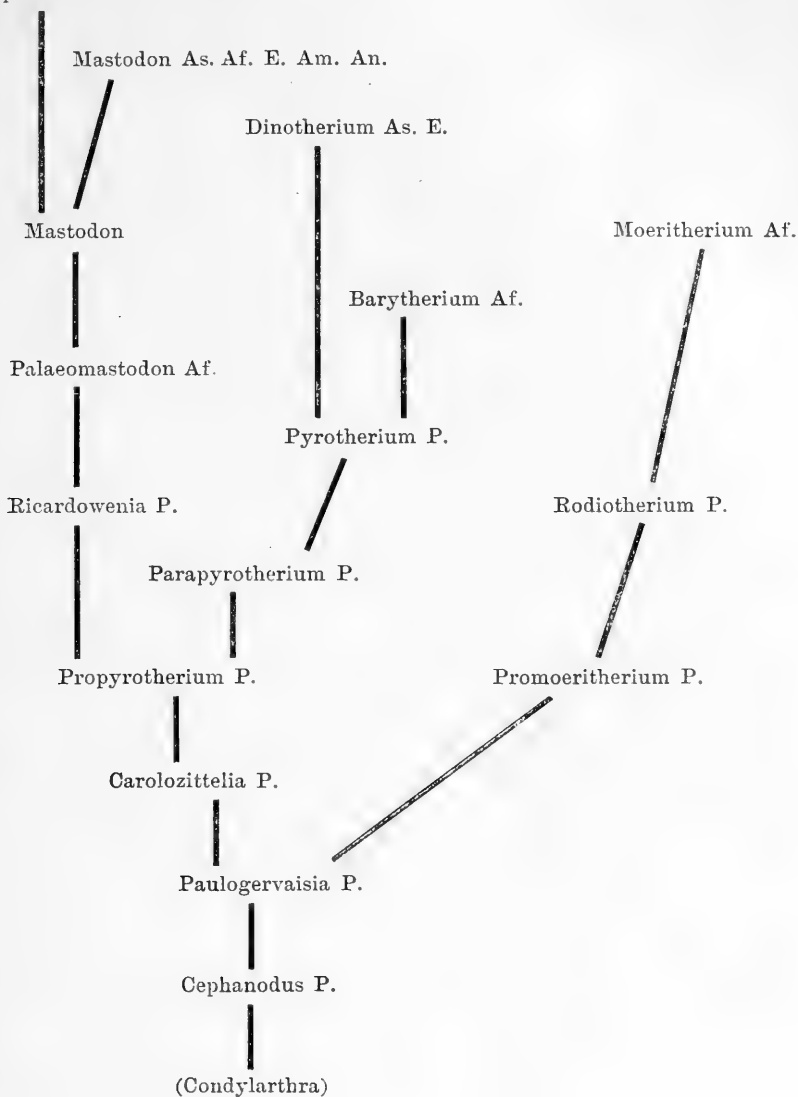 Mastodon As. Af. E. Am. An.
Dinotherium As. E.
Mastodon
Moeritherium Af.
Barytherium Af.
Palaeomastodon Af.
Pyrotherium P.
Ricardowenia P.
Rodiotherium P.
Parapyrotherium P.
Propyrotherium P.
Promoeritherium P.
Carolozittelia P.
Paulogervaisia P.
Cephanodus P.
(Condylarthra)